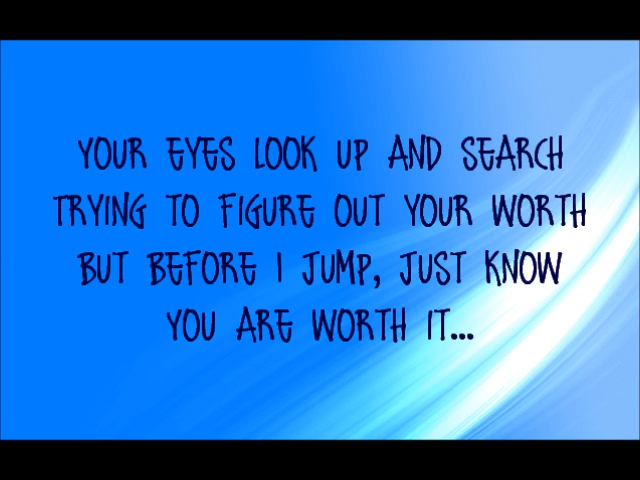 YOUR EYES LOOK UP AND SEARCH
TRYING TO FIGURE OUT YOUR WORTH
BUT BEFORE I JUMP, JUST KNOW
YOU ARE WORTH IT...